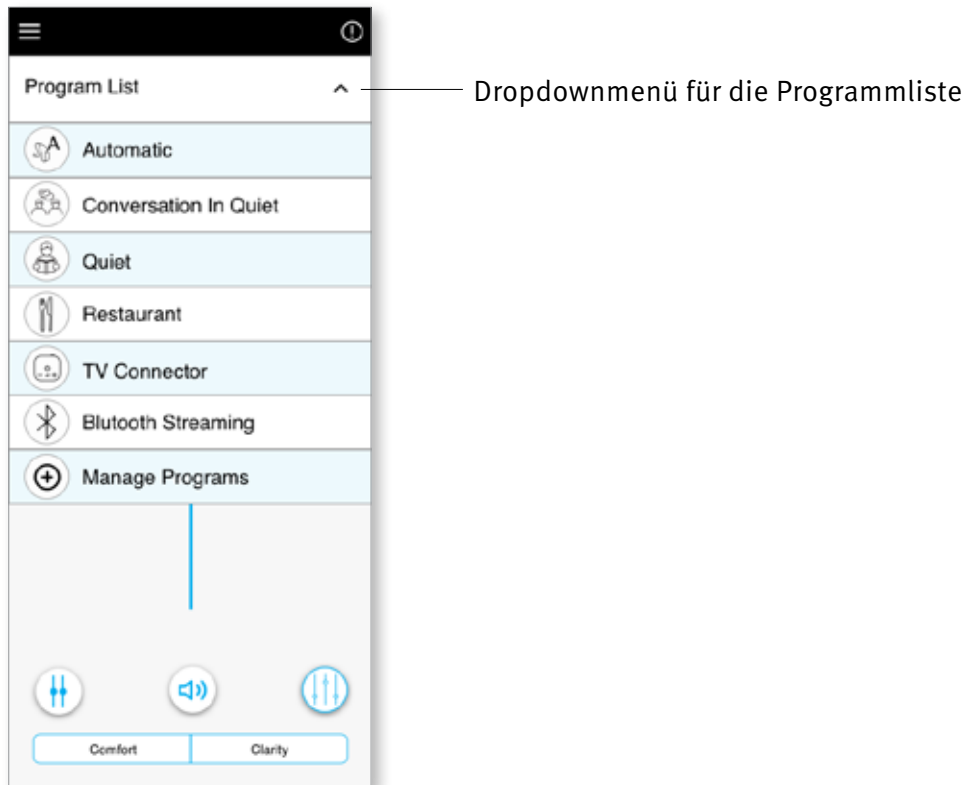 Program List
Dropdownmenü für die Programmliste
A
Automatic
Conversation In Quiet
Quiet
Restaurant
TV Connector
Blutooth Streaming
Manage Programs
Comfort
Clarity